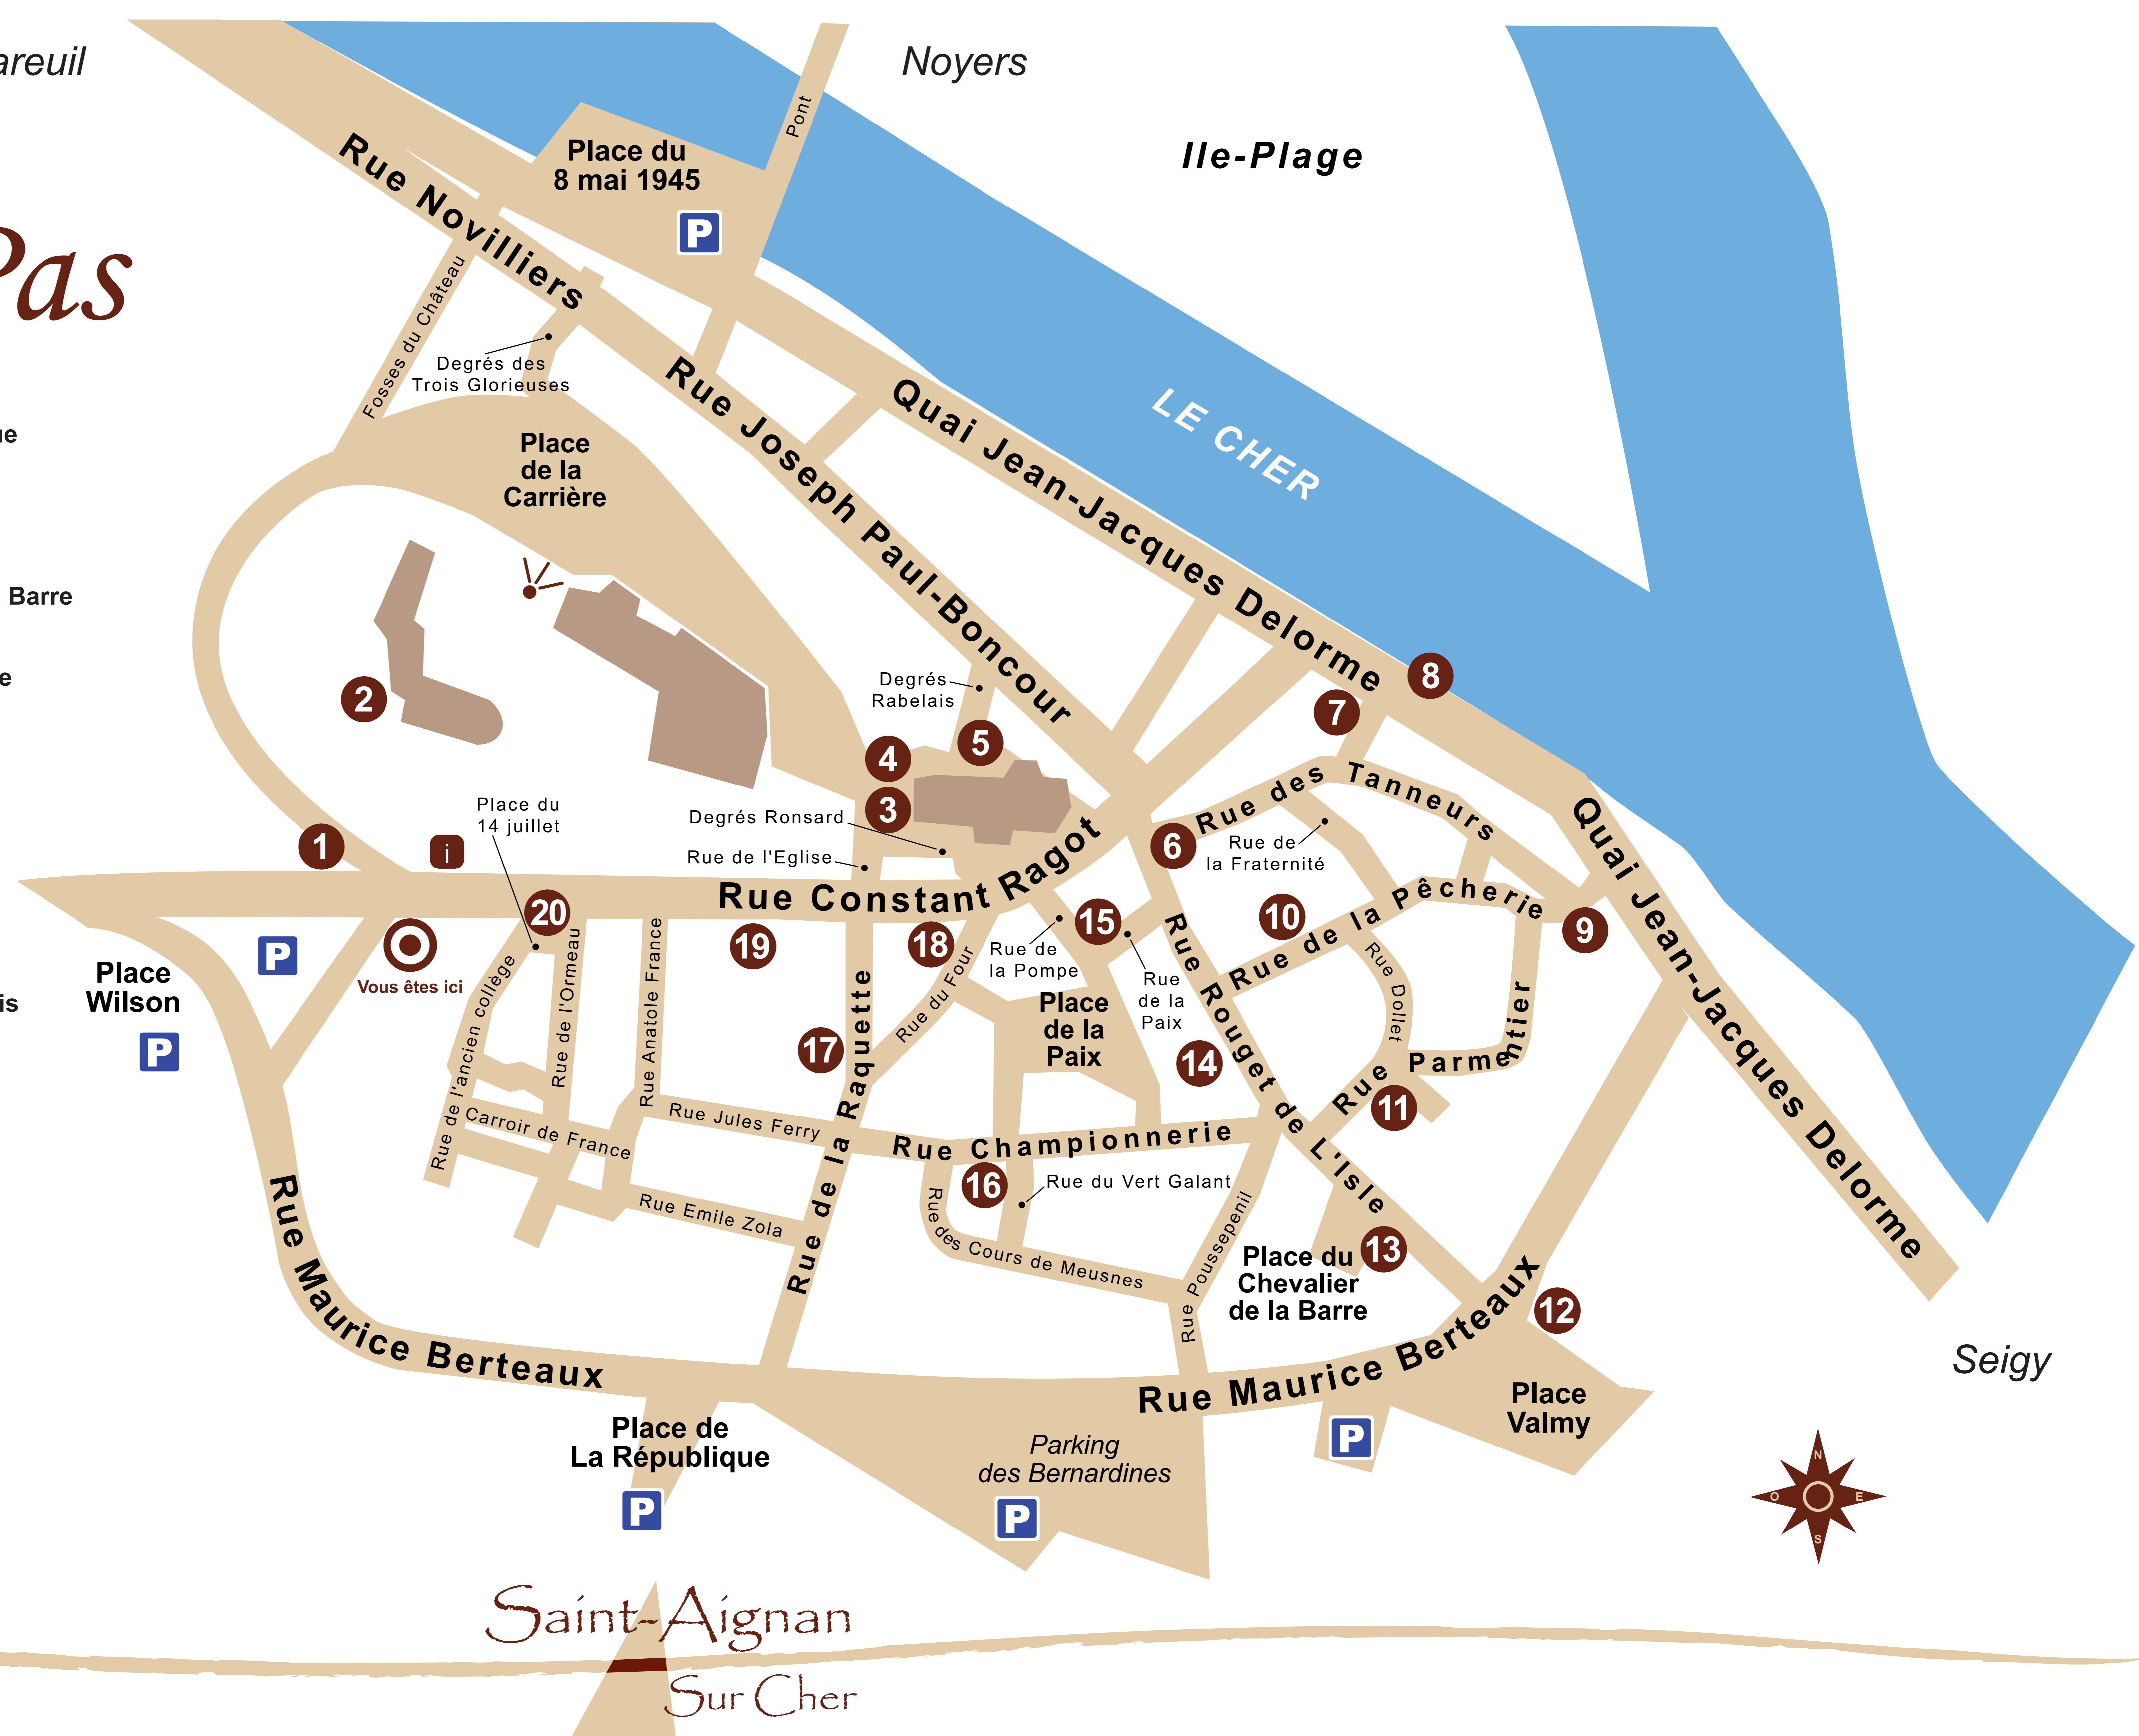 areuil
Noyers
Ile-Plage
Pont
Place du
8 mai 1945
P
Rue Novilliers
Pas
Fosses du Château
Degrés des
Trois Glorieuses
Rue Joseph Paul-Boncour
Quai Jean-Jacques Delorme
LE CHER
ue
Place
de la
Carrière
Barre
e
2
Degrés
Rabelais
8
7
5
4
3
Place du
14 juillet
Degrés Ronsard
Rue de l'Eglise
1
i
Rue Constant Ragot
6
Rue des Tanneurs
Rue de
la Fraternité
Quai Jean-Jacques Delorme
20
19
18
15
10
9
Rue de la Pêcherie
Rue de
la Pompe
Rue
de la
Paix
P
Vous êtes ici
Place
Wilson
P
is
Rue de l'ancien collège
Rue de l'Ormeau
Rue Anatole France
Rue du Four
Place
de la
Paix
Rue Dollet
17
14
11
Rue Parmentier
Rue Rouget de L'Isle
Rue de la Raquette
Carroir de France
Rue Jules Ferry
Rue Championnerie
16
Rue du Vert Galant
Rue Emile Zola
Rue des Cours de Meusnes
Rue Poussepenil
Place du
Chevalier
de la Barre
13
12
Rue Maurice Berteaux
Rue Maurice Berteaux
Seigy
Place
Valmy
P
Place de
La République
P
Parking
des Bernardines
P
N
O
E
S
Saint-Aignan
Sur Cher